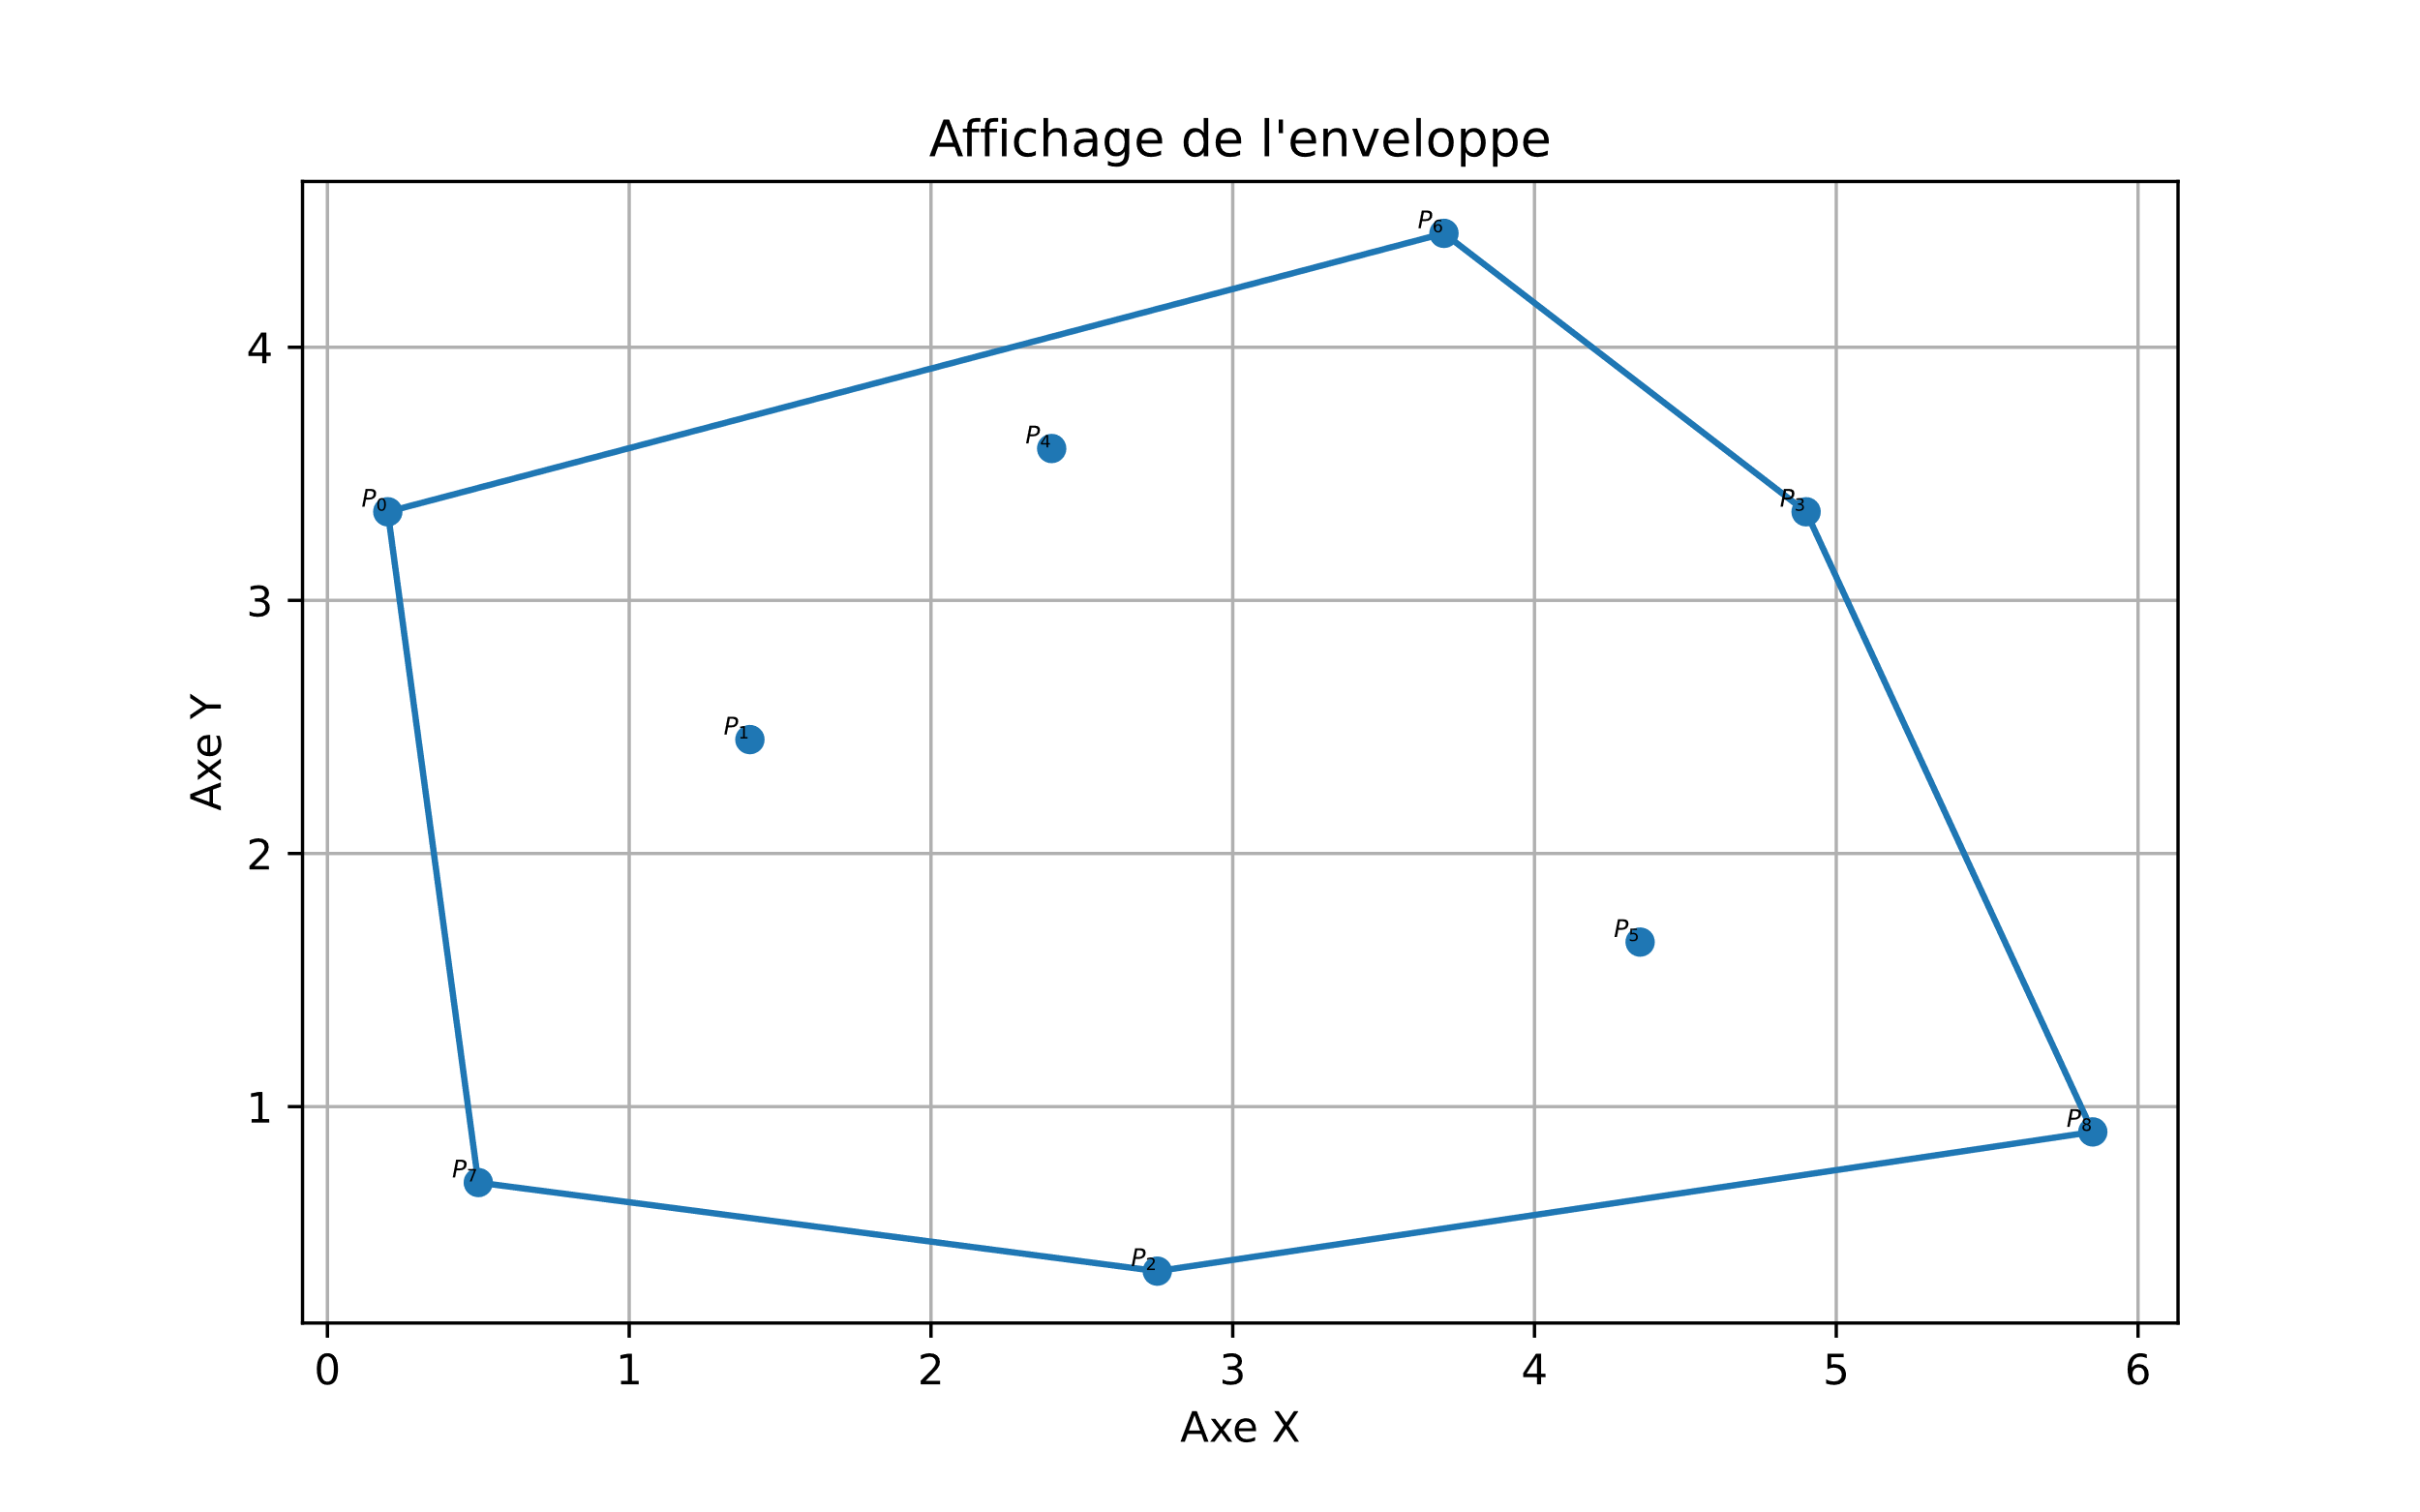 Affichage de l'enveloppe
P6
4
P4
P0
P3
3
Axe Y
P1
2
P5
1
P8
P7
P2
0 1 2 3 4 5 6
Axe X